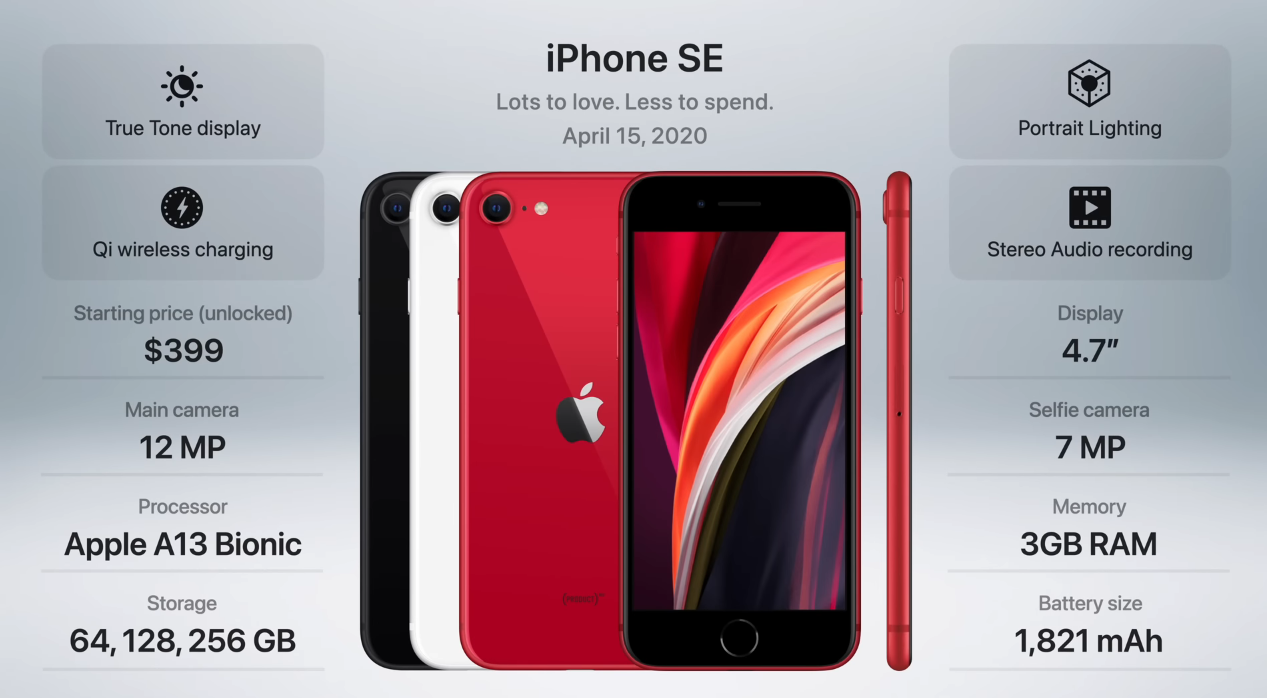 iPhone SE
Lots to love. Less to spend.
April 15, 2020
True Tone display
Qi wireless charging
Starting price (unlocked)
$399
Main camera
12 MP
Processor
Apple A13 Bionic
Storage
64, 128, 256 GB
Portrait Lighting
Stereo Audio recording
Display
4.7″
Selfie camera
7 MP
Memory
3GB RAM
Battery size
1,821 mAh